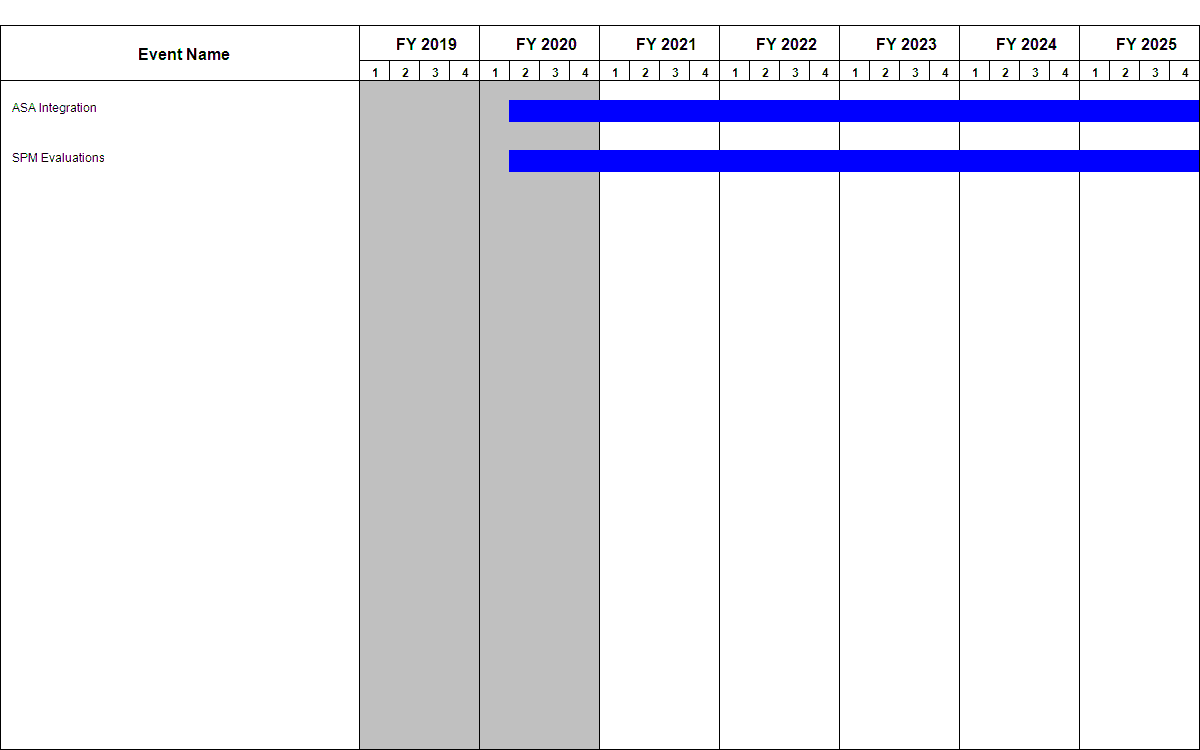 Event Name FY 2019 FY 2020 FY 2021 FY 2022 FY 2023 FY 2024 FY 2025
1 2 3 4 1 2 3 4 1 2 3 4 1 2 3 4 1 2 3 4 1 2 3 4 1 2 3 4
ASA Integration
SPM Evaluations